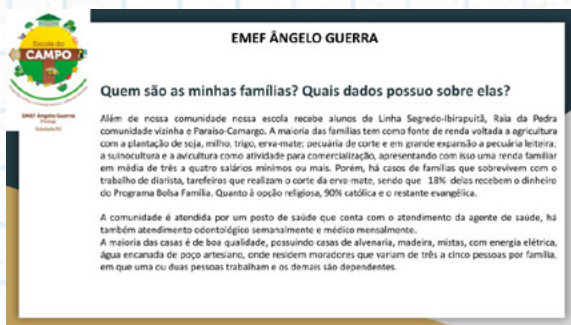 Escola do
CAMPO
EMEF Ângelo Guerra
EMEF ÂNGELO GUERRA
Quem são as minhas famílias? Quais dados possuo sobre elas?
Além de nossa comunidade nossa escola recebe alunos de Linha Segredo-Ibirapuitã, Raia da Pedra
comunidade vizinha e Paraíso-Camargo. A maioria das famílias tem como fonte de renda voltada a agricultura
com a plantação de soja, milho, trigo, erva-mate; pecuária de corte e em grande expansão a pecuária leiteira;
a suinocultura e a avicultura como atividade para comercialização, apresentando com isso uma renda familiar
em média de três a quatro salários mínimos ou mais. Porém, há casos de famílias que sobrevivem com o
trabalho de diarista, tarefeiros que realizam o corte da erva-mate, sendo que 18% delas recebem o dinheiro
do Programa Bolsa Família. Quanto à opção religiosa, 90% católica e o restante evangélica.
A comunidade é atendida por um posto de saúde que conta com o atendimento da agente de saúde, há
também atendimento odontológico semanalmente e médico mensalmente.
A maioria das casas é de boa qualidade, possuindo casas de alvenaria, madeira, mistas, com energia elétrica,
água encanada de poço artesiano, onde residem moradores que variam de três a cinco pessoas por família,
em que uma ou duas pessoas trabalham e os demais são dependentes.